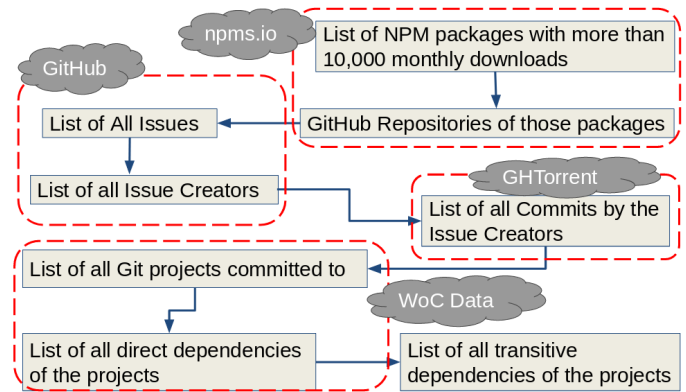 npms.io
List of NPM packages with more than
10,000 monthly downloads
GitHub
List of All Issues
GitHub Repositories of those packages
List of all Issue Creators
GHTorrent
List of all Commits by the
Issue Creators
List of all Git projects committed to
WoC Data
List of all direct dependencies
of the projects
List of all transitive
dependencies of the projects